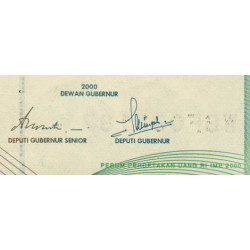 2000
DEWAN GUBERNUR
DEPUTI GUBERNUR SENIOR
DEPUTI GUBERNUR
PERUM PERCETAKAN UANG RI IMP. 2000